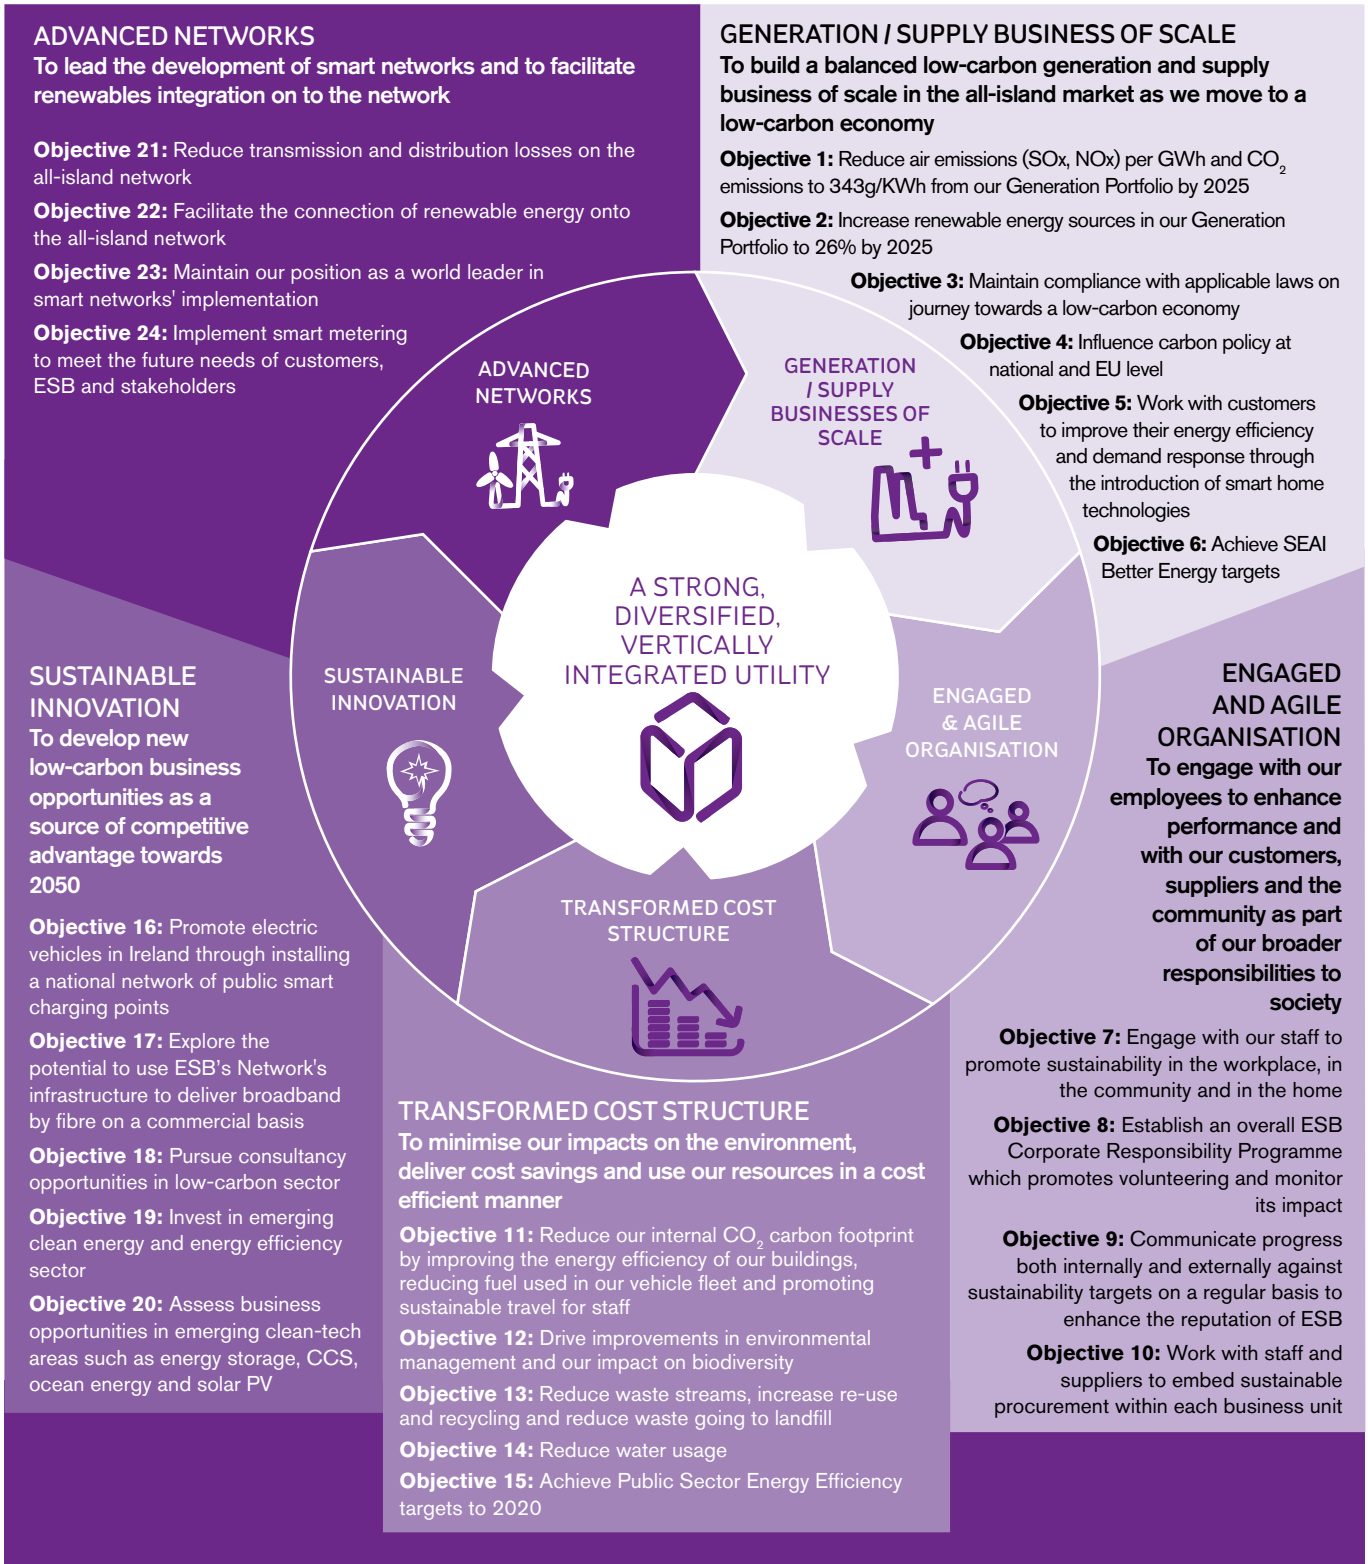 ADVANCED NETWORKS
To lead the development of smart networks and to facilitate
renewables integration on to the network
Objective 21: Reduce transmission and distribution losses on the
all-island network
Objective 22: Facilitate the connection of renewable energy onto
the all-island network
Objective 23: Maintain our position as a world leader in
smart networks' implementation
Objective 24: Implement smart metering
to meet the future needs of customers,
ESB and stakeholders
GENERATION / SUPPLY BUSINESS OF SCALE
To build a balanced low-carbon generation and supply
business of scale in the all-island market as we move to a
low-carbon economy
Objective 1: Reduce air emissions (SOx, NOx) per GWh and CO2
emissions to 343g/KWh from our Generation Portfolio by 2025
Objective 2: Increase renewable energy sources in our Generation
Portfolio to 26% by 2025
Objective 3: Maintain compliance with applicable laws on
journey towards a low-carbon economy
Objective 4: Influence carbon policy at
national and EU level
Objective 5: Work with customers
to improve their energy efficiency
and demand response through
the introduction of smart home
technologies
Objective 6: Achieve SEAI
Better Energy targets
ADVANCED
NETWORKS
GENERATION
/ SUPPLY
BUSINESSES OF
SCALE
A STRONG,
DIVERSIFIED,
VERTICALLY
INTEGRATED UTILITY
SUSTAINABLE
INNOVATION
ENGAGED
& AGILE
ORGANISATION
TRANSFORMED COST
STRUCTURE
SUSTAINABLE
INNOVATION
To develop new
low-carbon business
opportunities as a
source of competitive
advantage towards
2050
Objective 16: Promote electric
vehicles in Ireland through installing
a national network of public smart
charging points
Objective 17: Explore the
potential to use ESB's Network's
infrastructure to deliver broadband
by fibre on a commercial basis
Objective 18: Pursue consultancy
opportunities in low-carbon sector
Objective 19: Invest in emerging
clean energy and energy efficiency
sector
Objective 20: Assess business
opportunities in emerging clean-tech
areas such as energy storage, CCS,
ocean energy and solar PV
TRANSFORMED COST STRUCTURE
To minimise our impacts on the environment,
deliver cost savings and use our resources in a cost
efficient manner
Objective 11: Reduce our internal CO2 carbon footprint
by improving the energy efficiency of our buildings,
reducing fuel used in our vehicle fleet and promoting
sustainable travel for staff
Objective 12: Drive improvements in environmental
management and our impact on biodiversity
Objective 13: Reduce waste streams, increase re-use
and recycling and reduce waste going to landfill
Objective 14: Reduce water usage
Objective 15: Achieve Public Sector Energy Efficiency
targets to 2020
ENGAGED
AND AGILE
ORGANISATION
To engage with our
employees to enhance
performance and
with our customers,
suppliers and the
community as part
of our broader
responsibilities to
society
Objective 7: Engage with our staff to
promote sustainability in the workplace, in
the community and in the home
Objective 8: Establish an overall ESB
Corporate Responsibility Programme
which promotes volunteering and monitor
its impact
Objective 9: Communicate progress
both internally and externally against
sustainability targets on a regular basis to
enhance the reputation of ESB
Objective 10: Work with staff and
suppliers to embed sustainable
procurement within each business unit